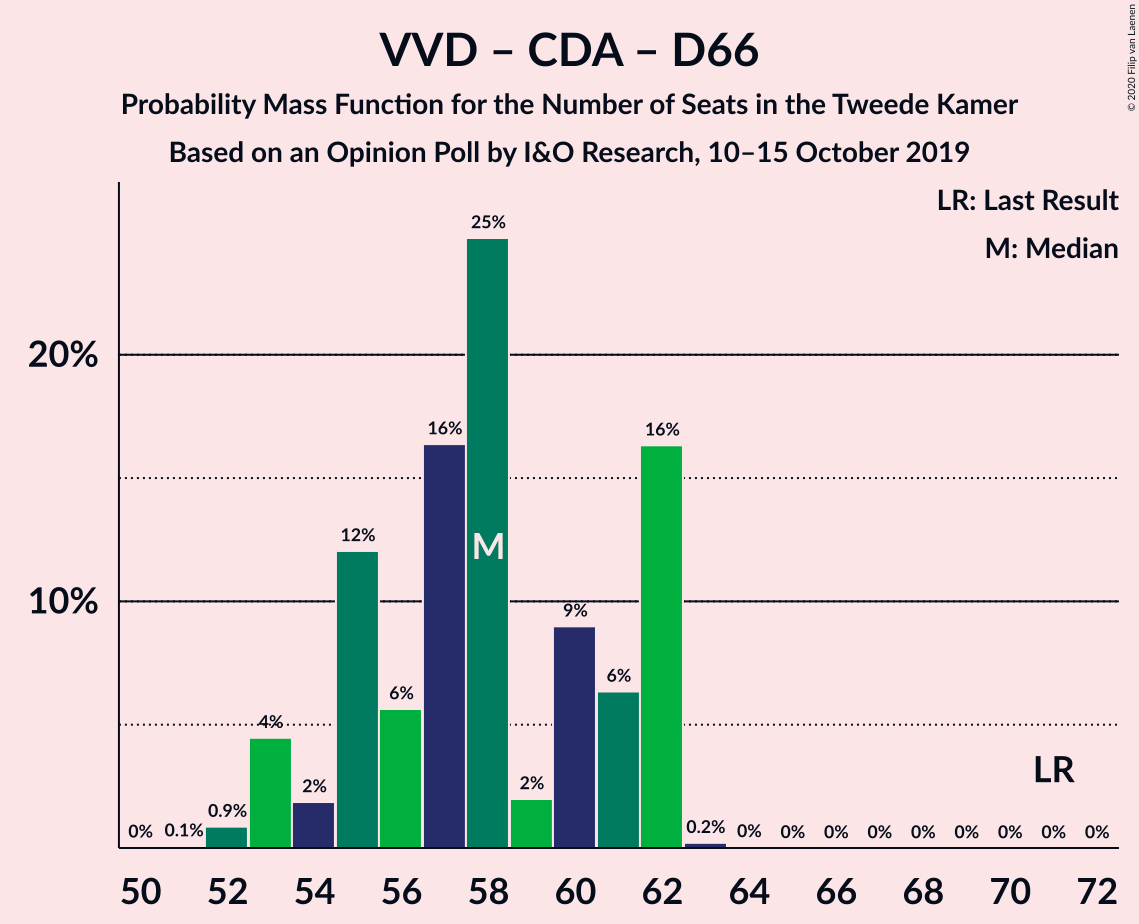 VVD – CDA – D66
Probability Mass Function for the Number of Seats in the Tweede Kamer
Based on an Opinion Poll by I&O Research, 10–15 October 2019
© 2020 Filip van Laenen
LR: Last Result
M: Median
20%
10%
0%
0.1%
0.9%
4%
2%
12%
6%
16%
25%
M
2%
9%
6%
16%
0.2%
0%
0%
0%
0%
0%
0%
0%
0%
0%
LR
50 52 54 56 58 60 62 64 66 68 70 72